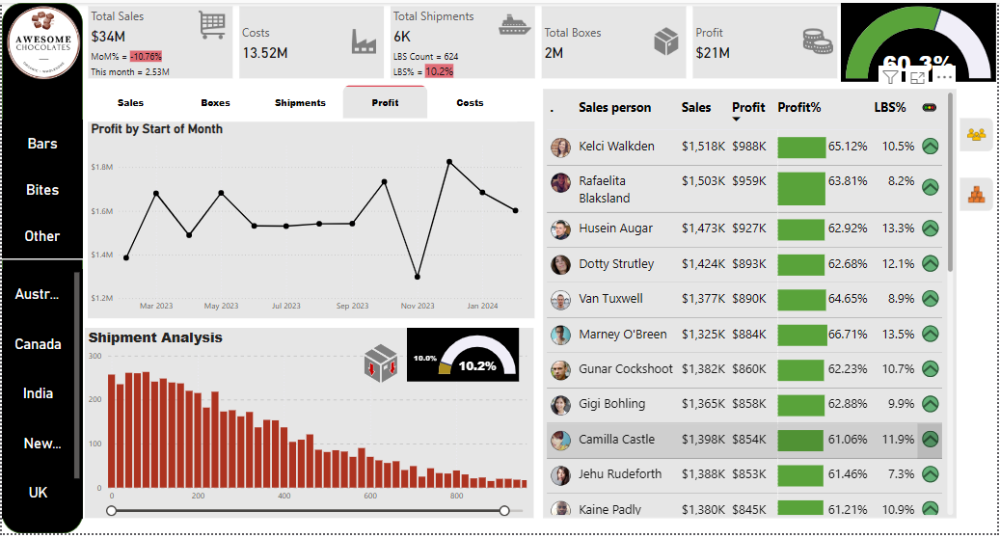 AWESOME
CHOCOLATES
Total Sales
$34M
MoM% = -10.76%
This month = 2.53M
Costs
13.52M
Total Shipments
6K
LBS Count = 624
LBS% = 10.2%
Total Boxes
2M
Profit
$21M
60.3%
Bars
Bites
Other
Austr...
Canada
India
New...
UK
Sales Boxes Shipments Profit Costs
Profit by Start of Month
$1.8M
$1.6M
$1.4M
$1.2M
Mar 2023 May 2023 Jul 2023 Sep 2023 Nov 2023 Jan 2024
Shipment Analysis
10.0%
10.2%
300
200
100
0
0 200 400 600 800
. Sales person Sales Profit Profit% LBS%
Kelci Walkden $1,518K $988K 65.12% 10.5%
Rafaelita Blaksland $1,503K $959K 63.81% 8.2%
Husein Augar $1,473K $927K 62.92% 13.3%
Dotty Strutley $1,424K $893K 62.68% 12.1%
Van Tuxwell $1,377K $890K 64.65% 8.9%
Marney O'Breen $1,325K $884K 66.71% 13.5%
Gunar Cockshoot $1,382K $860K 62.23% 10.7%
Gigi Bohling $1,365K $858K 62.88% 9.9%
Camilla Castle $1,398K $854K 61.06% 11.9%
Jehu Rudeforth $1,388K $853K 61.46% 7.3%
Kaine Padly $1,380K $845K 61.21% 10.9%